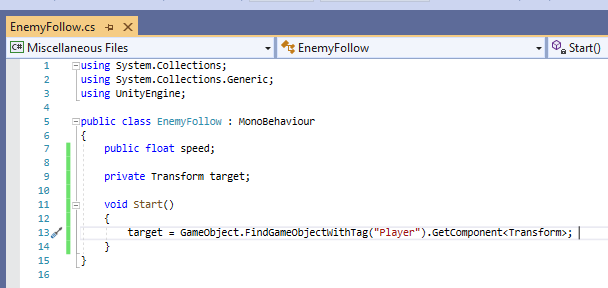 EnemyFollow.cs
C# Miscellaneous Files EnemyFollow Start()
1 using System.Collections;
2 using System.Collections.Generic;
3 using UnityEngine;
4
5 public class EnemyFollow : MonoBehaviour
6 {
7 public float speed;
8
9 private Transform target;
10
11 void Start()
12 {
13 target = GameObject.FindGameObjectWithTag("Player").GetComponent<Transform>;
14 }
15 }
16